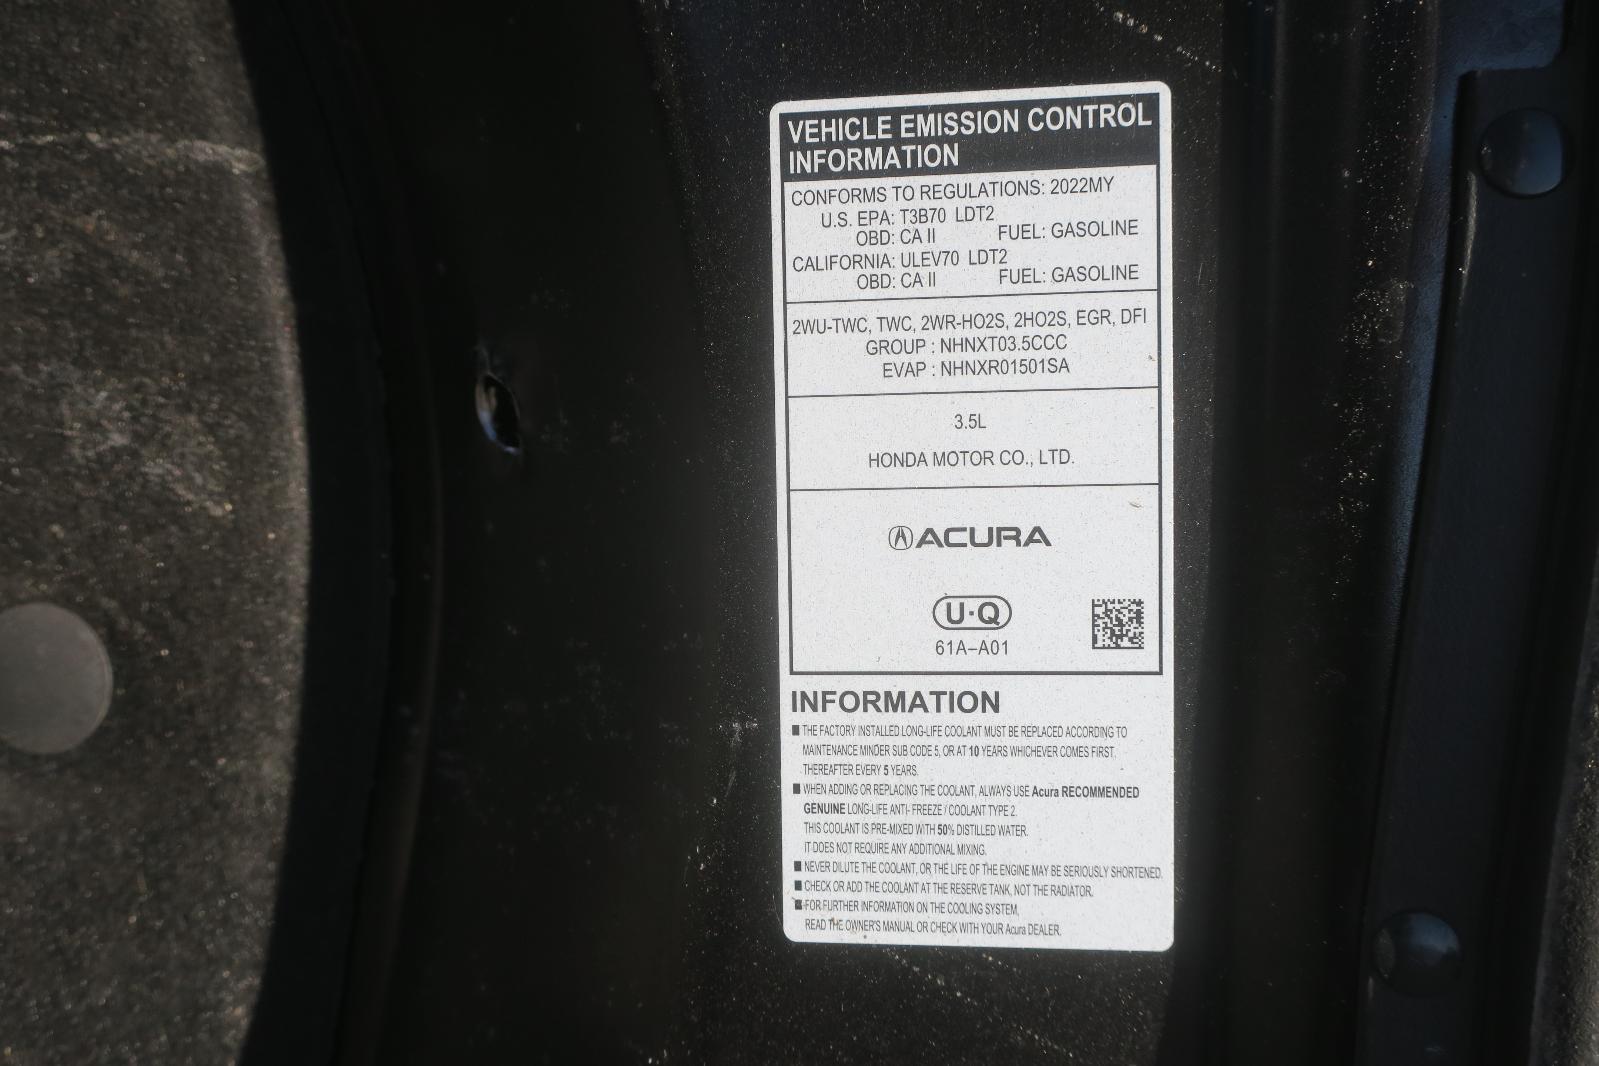 VEHICLE EMISSION CONTROL
INFORMATION
CONFORMS TO REGULATIONS: 2022MY
U.S. EPA: T3B70 LDT2
OBD: CA II FUEL: GASOLINE
CALIFORNIA: ULEV70 LDT2
OBD: CA II FUEL: GASOLINE
2WU-TWC, TWC, 2WR-HO2S, 2HO2S, EGR, DFI
GROUP : NHNXT03.5CCC
EVAP : NHNXR01501SA
3.5L
HONDA MOTOR CO., LTD.
ACURA
U·Q
61A–A01
INFORMATION
■ THE FACTORY INSTALLED LONG-LIFE COOLANT MUST BE REPLACED ACCORDING TO
MAINTENANCE MINDER SUB CODE 5, OR AT 10 YEARS WHICHEVER COMES FIRST.
THEREAFTER EVERY 5 YEARS.
■ WHEN ADDING OR REPLACING THE COOLANT, ALWAYS USE Acura RECOMMENDED
GENUINE LONG-LIFE ANTI- FREEZE / COOLANT TYPE 2.
THIS COOLANT IS PRE-MIXED WITH 50% DISTILLED WATER.
IT DOES NOT REQUIRE ANY ADDITIONAL MIXING.
■ NEVER DILUTE THE COOLANT, OR THE LIFE OF THE ENGINE MAY BE SERIOUSLY SHORTENED.
■ CHECK OR ADD THE COOLANT AT THE RESERVE TANK, NOT THE RADIATOR.
■ FOR FURTHER INFORMATION ON THE COOLING SYSTEM,
READ THE OWNER'S MANUAL OR CHECK WITH YOUR Acura DEALER.